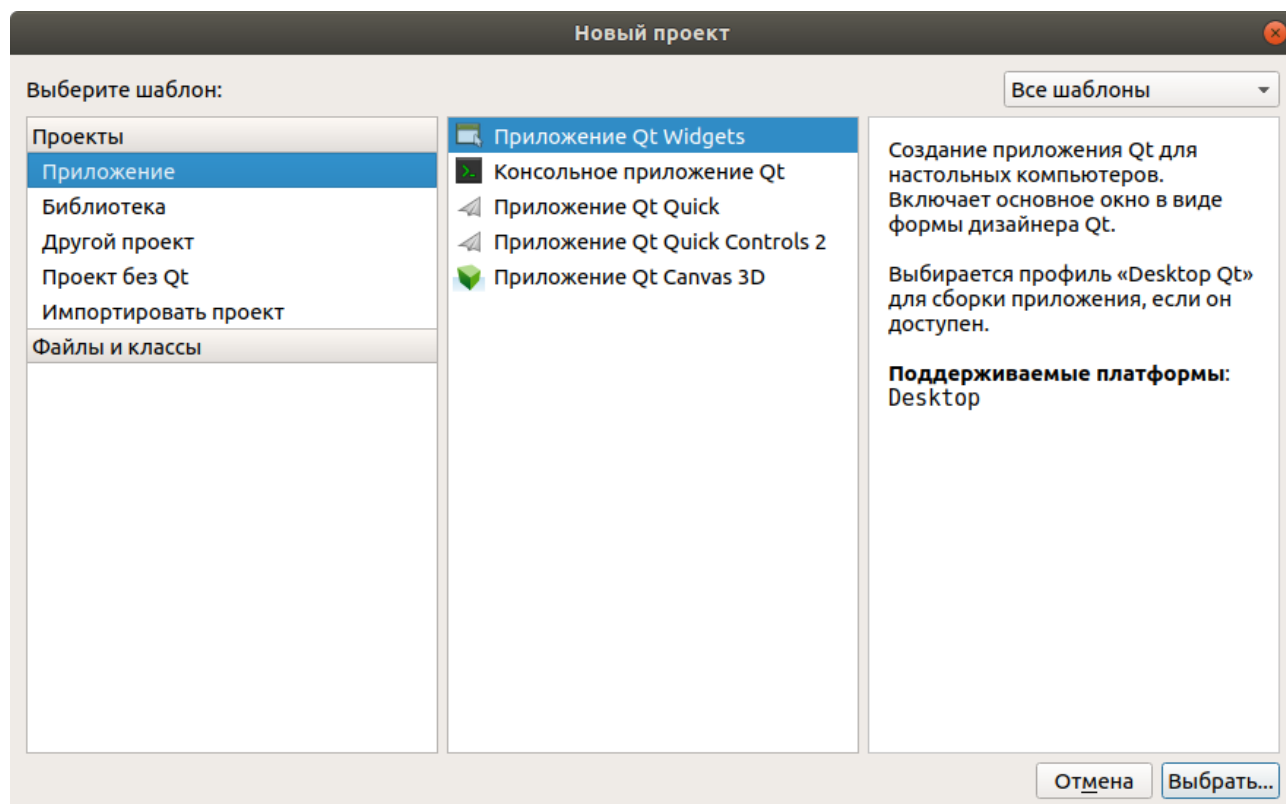 Новый проект
Выберите шаблон:
Все шаблоны
Проекты
Приложение
Библиотека
Другой проект
Проект без Qt
Импортировать проект
Файлы и классы
Приложение Qt Widgets
Консольное приложение Qt
Приложение Qt Quick
Приложение Qt Quick Controls 2
Приложение Qt Canvas 3D
Создание приложения Qt для
настольных компьютеров.
Включает основное окно в виде
формы дизайнера Qt.
Выбирается профиль «Desktop Qt»
для сборки приложения, если он
доступен.
Поддерживаемые платформы:
Desktop
Отмена
Выбрать...